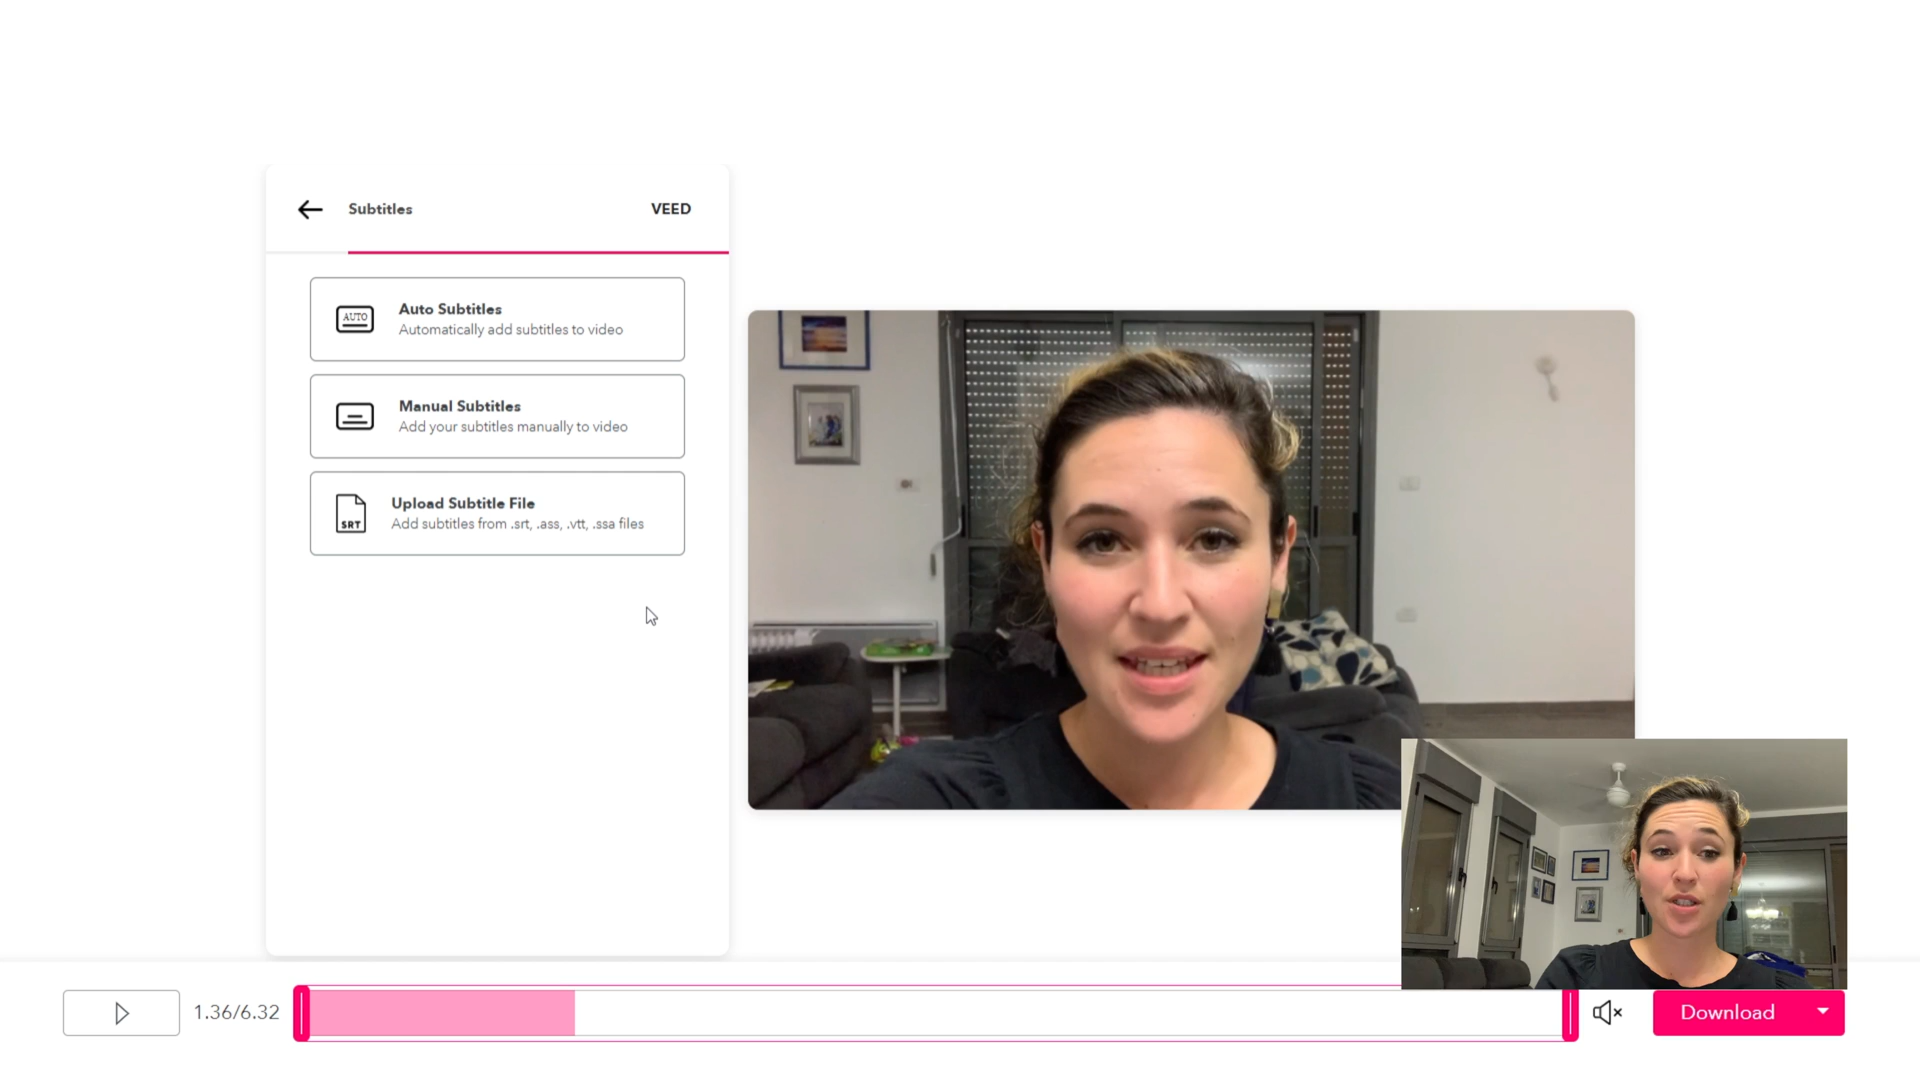 Subtitles VEED
AUTO
Auto Subtitles
Automatically add subtitles to video
Manual Subtitles
Add your subtitles manually to video
SRT
Upload Subtitle File
Add subtitles from .srt, .ass, .vtt, .ssa files
1.36/6.32
Download